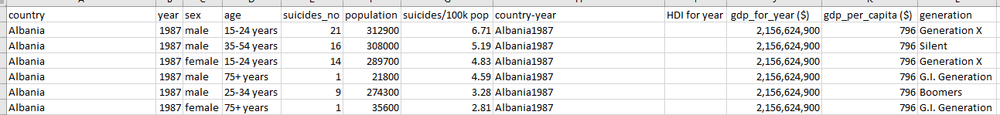 country year sex age suicides_no population suicides/100k pop country-year HDI for year gdp_for_year ($) gdp_per_capita ($) generation
Albania 1987 male 15-24 years 21 312900 6.71 Albania1987 2,156,624,900 796 Generation X
Albania 1987 male 35-54 years 16 308000 5.19 Albania1987 2,156,624,900 796 Silent
Albania 1987 female 15-24 years 14 289700 4.83 Albania1987 2,156,624,900 796 Generation X
Albania 1987 male 75+ years 1 21800 4.59 Albania1987 2,156,624,900 796 G.I. Generation
Albania 1987 male 25-34 years 9 274300 3.28 Albania1987 2,156,624,900 796 Boomers
Albania 1987 female 75+ years 1 35600 2.81 Albania1987 2,156,624,900 796 G.I. Generation